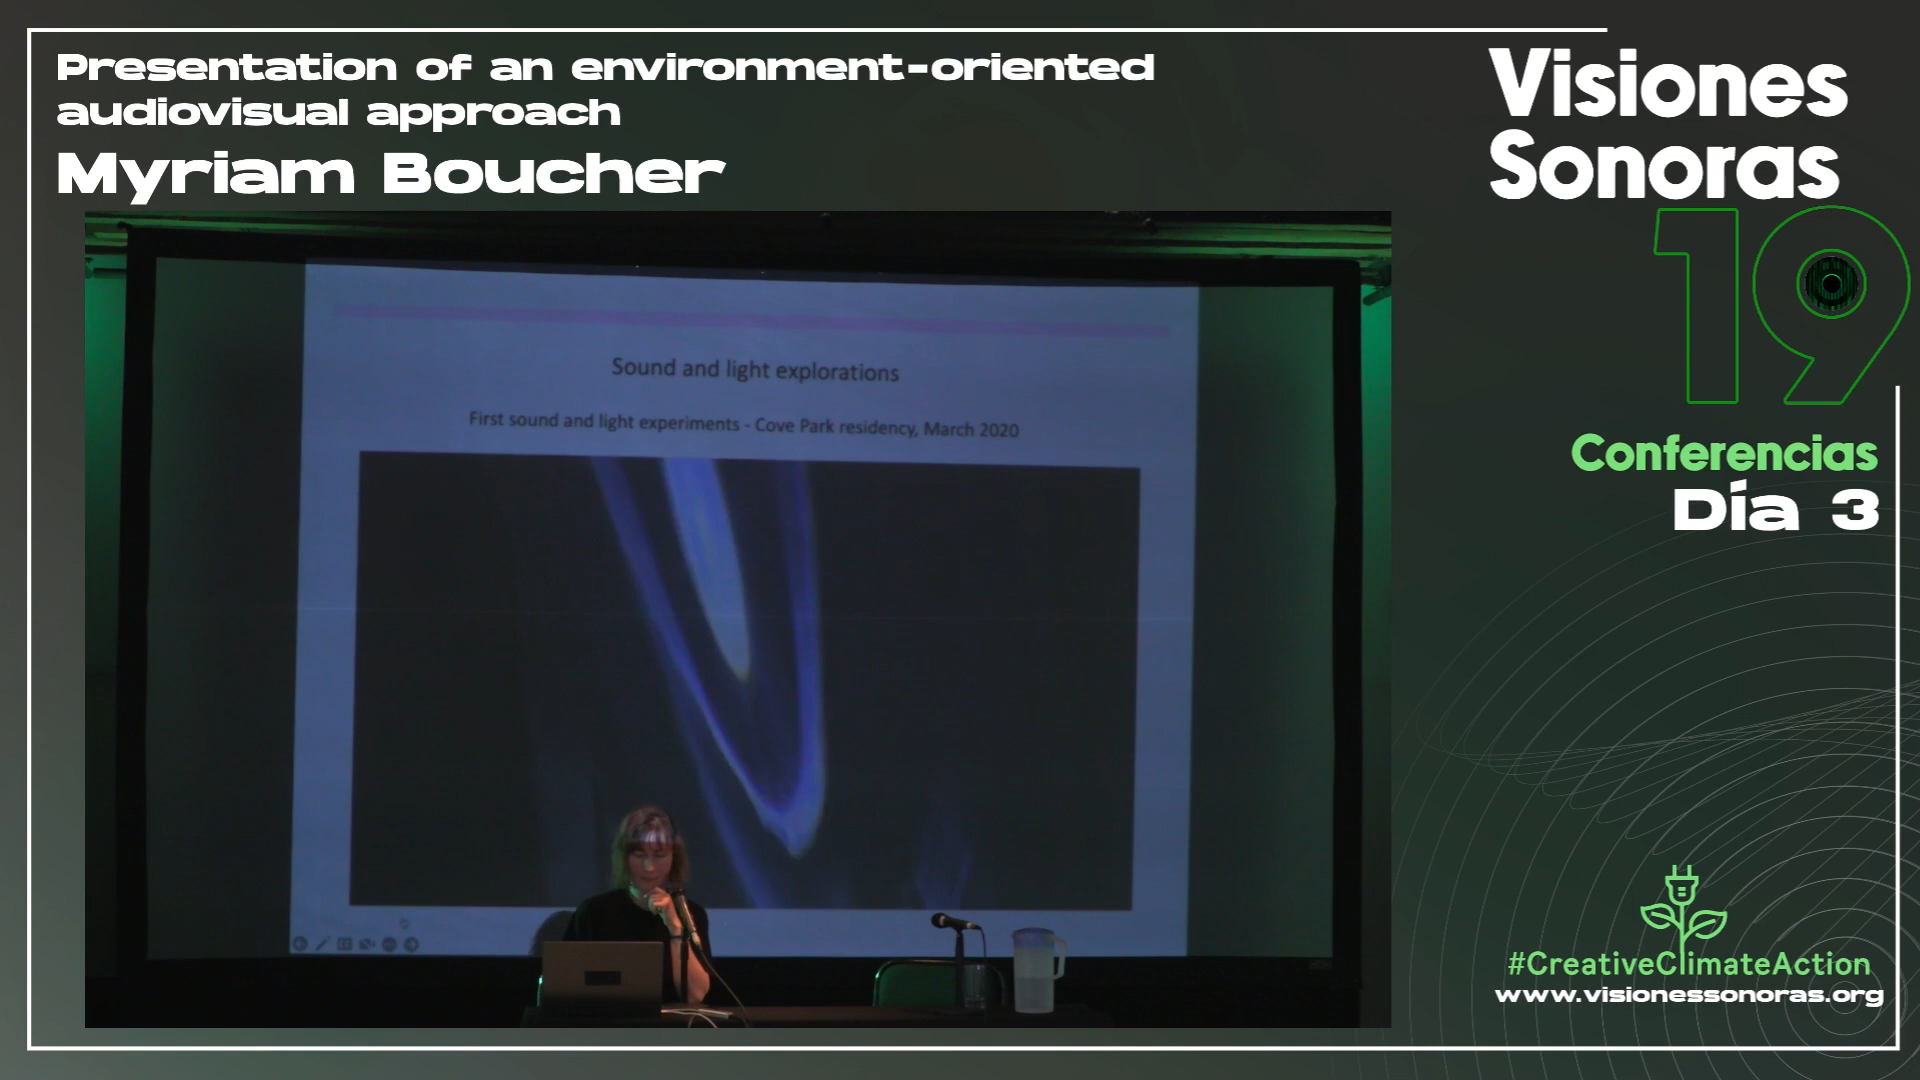 Presentation of an environment-oriented
audiovisual approach
Myriam Boucher
Visiones
Sonoras
19
Conferencias
Día 3
Sound and light explorations
First sound and light experiments - Cove Park residency, March 2020
#CreativeClimateAction
www.visionessonoras.org